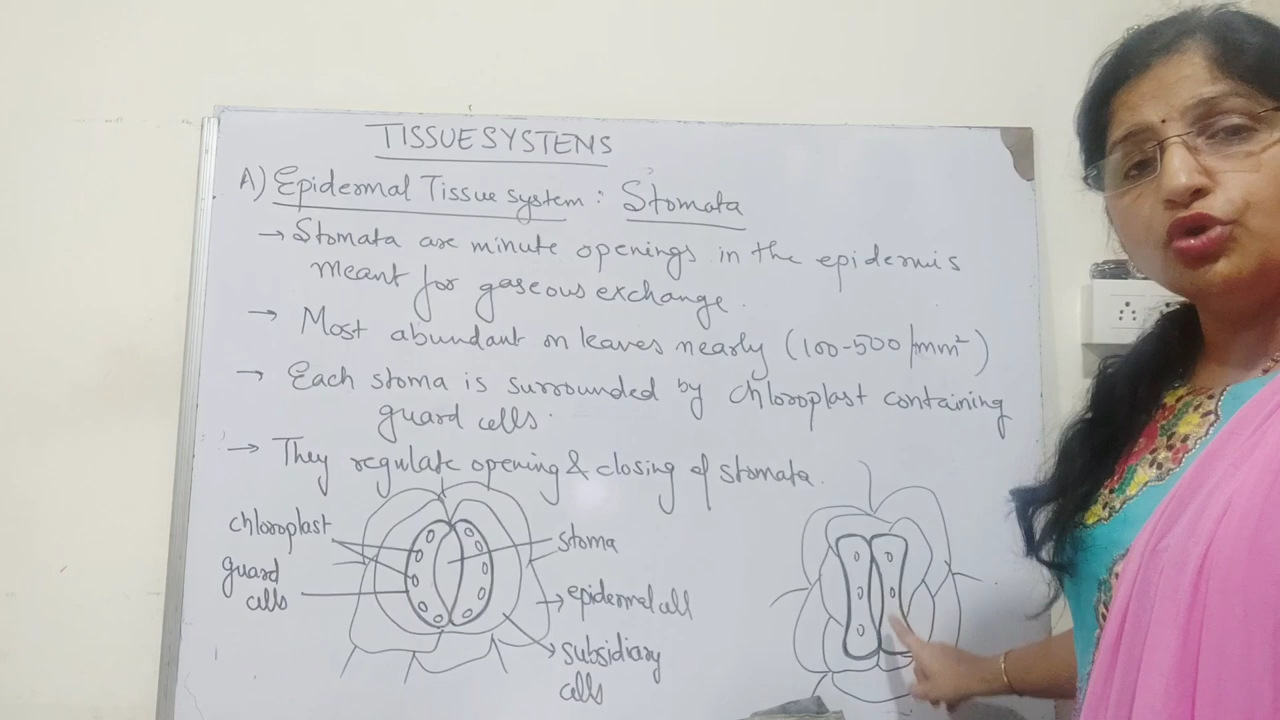 TISSUE SYSTEMS
A) Epidermal Tissue system : Stomata
→ Stomata are minute openings in the epidermis
meant for gaseous exchange.
→ Most abundant on leaves nearly (100-500/mm²)
→ Each stoma is surrounded by chloroplast containing
guard cells.
→ They regulate opening & closing of stomata.
chloroplast
guard
cells
stoma
epidermal cell
subsidiary
cells